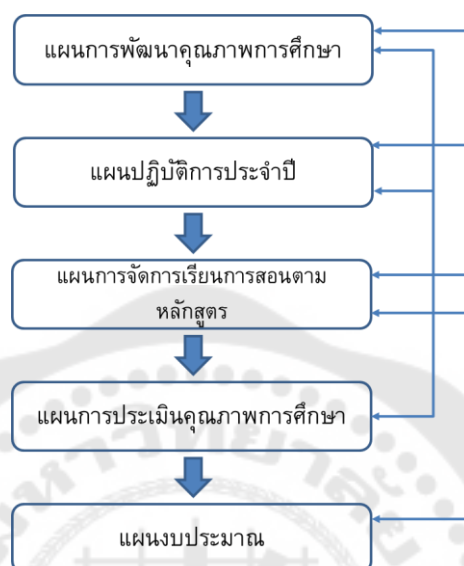 แผนการพัฒนาคุณภาพการศึกษา
แผนปฏิบัติการประจำปี
แผนการจัดการเรียนการสอนตาม
หลักสูตร
แผนการประเมินคุณภาพการศึกษา
แผนงบประมาณ